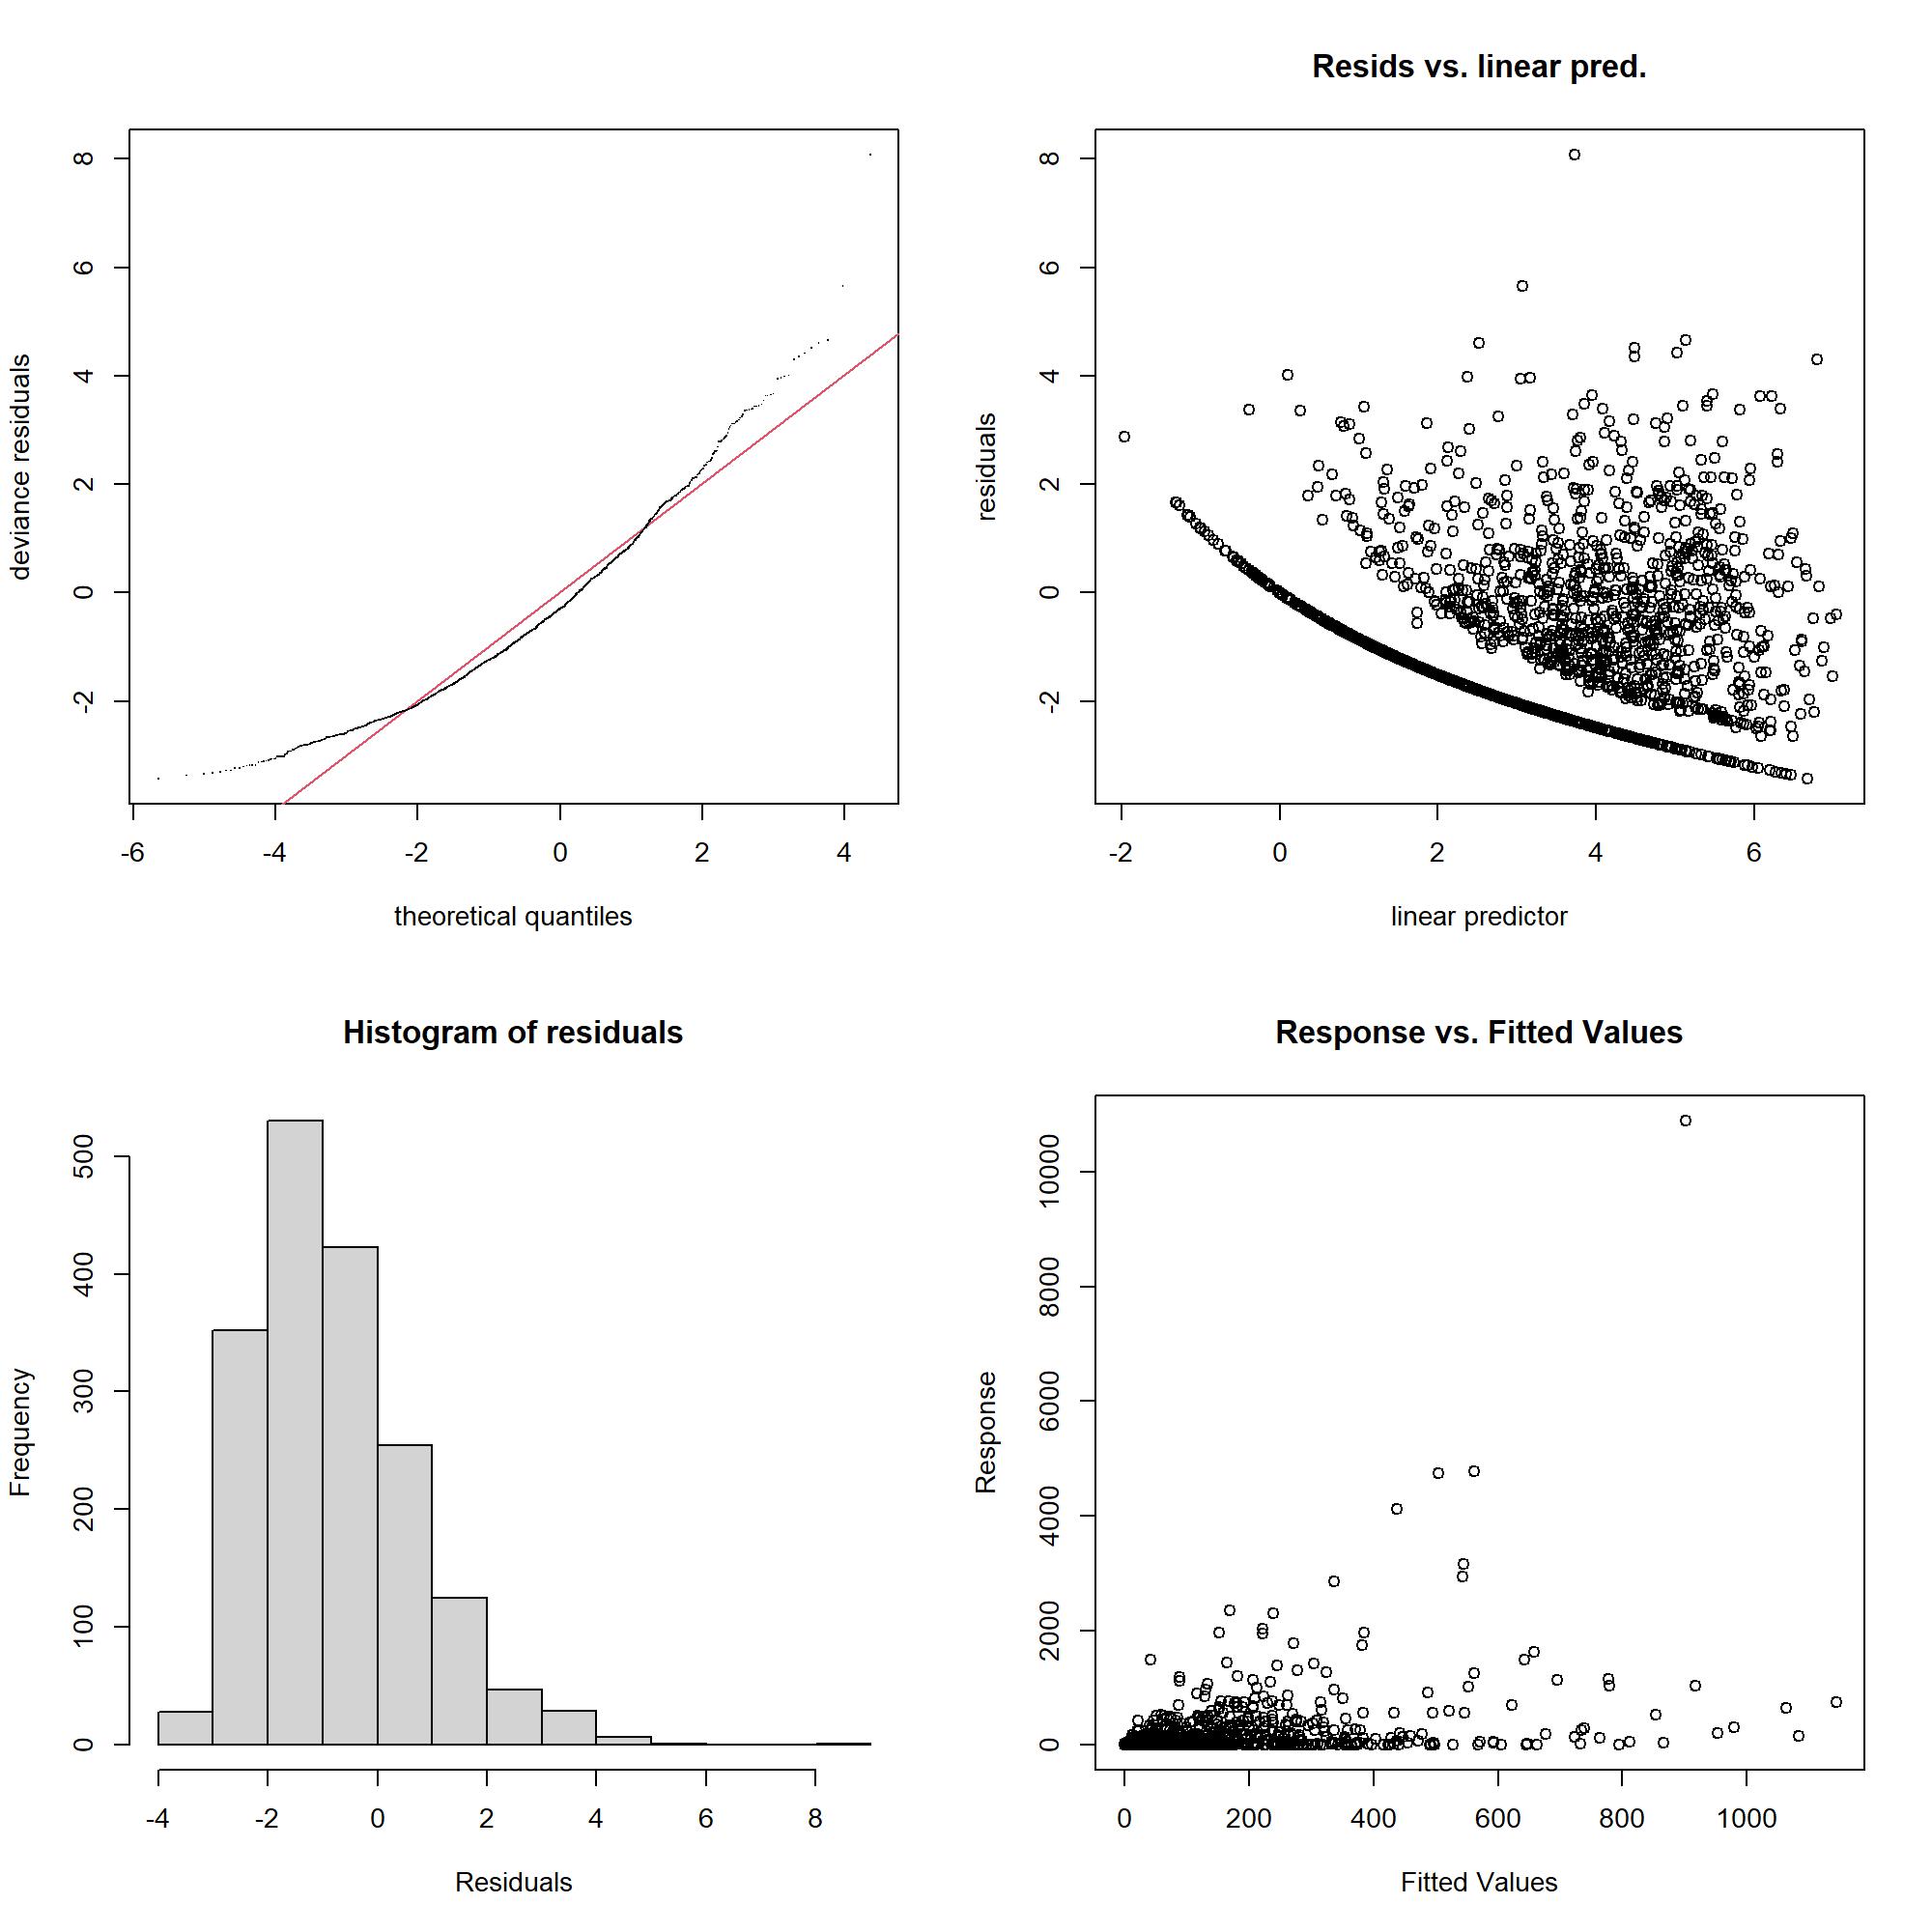 deviance residuals
8
6
4
2
0
-2
-6 -4 -2 0 2 4
theoretical quantiles
Resids vs. linear pred.
residuals
8
6
4
2
0
-2
-2 0 2 4 6
linear predictor
Histogram of residuals
Frequency
500
400
300
200
100
0
-4 -2 0 2 4 6 8
Residuals
Response vs. Fitted Values
Response
10000
8000
6000
4000
2000
0
0 200 400 600 800 1000
Fitted Values